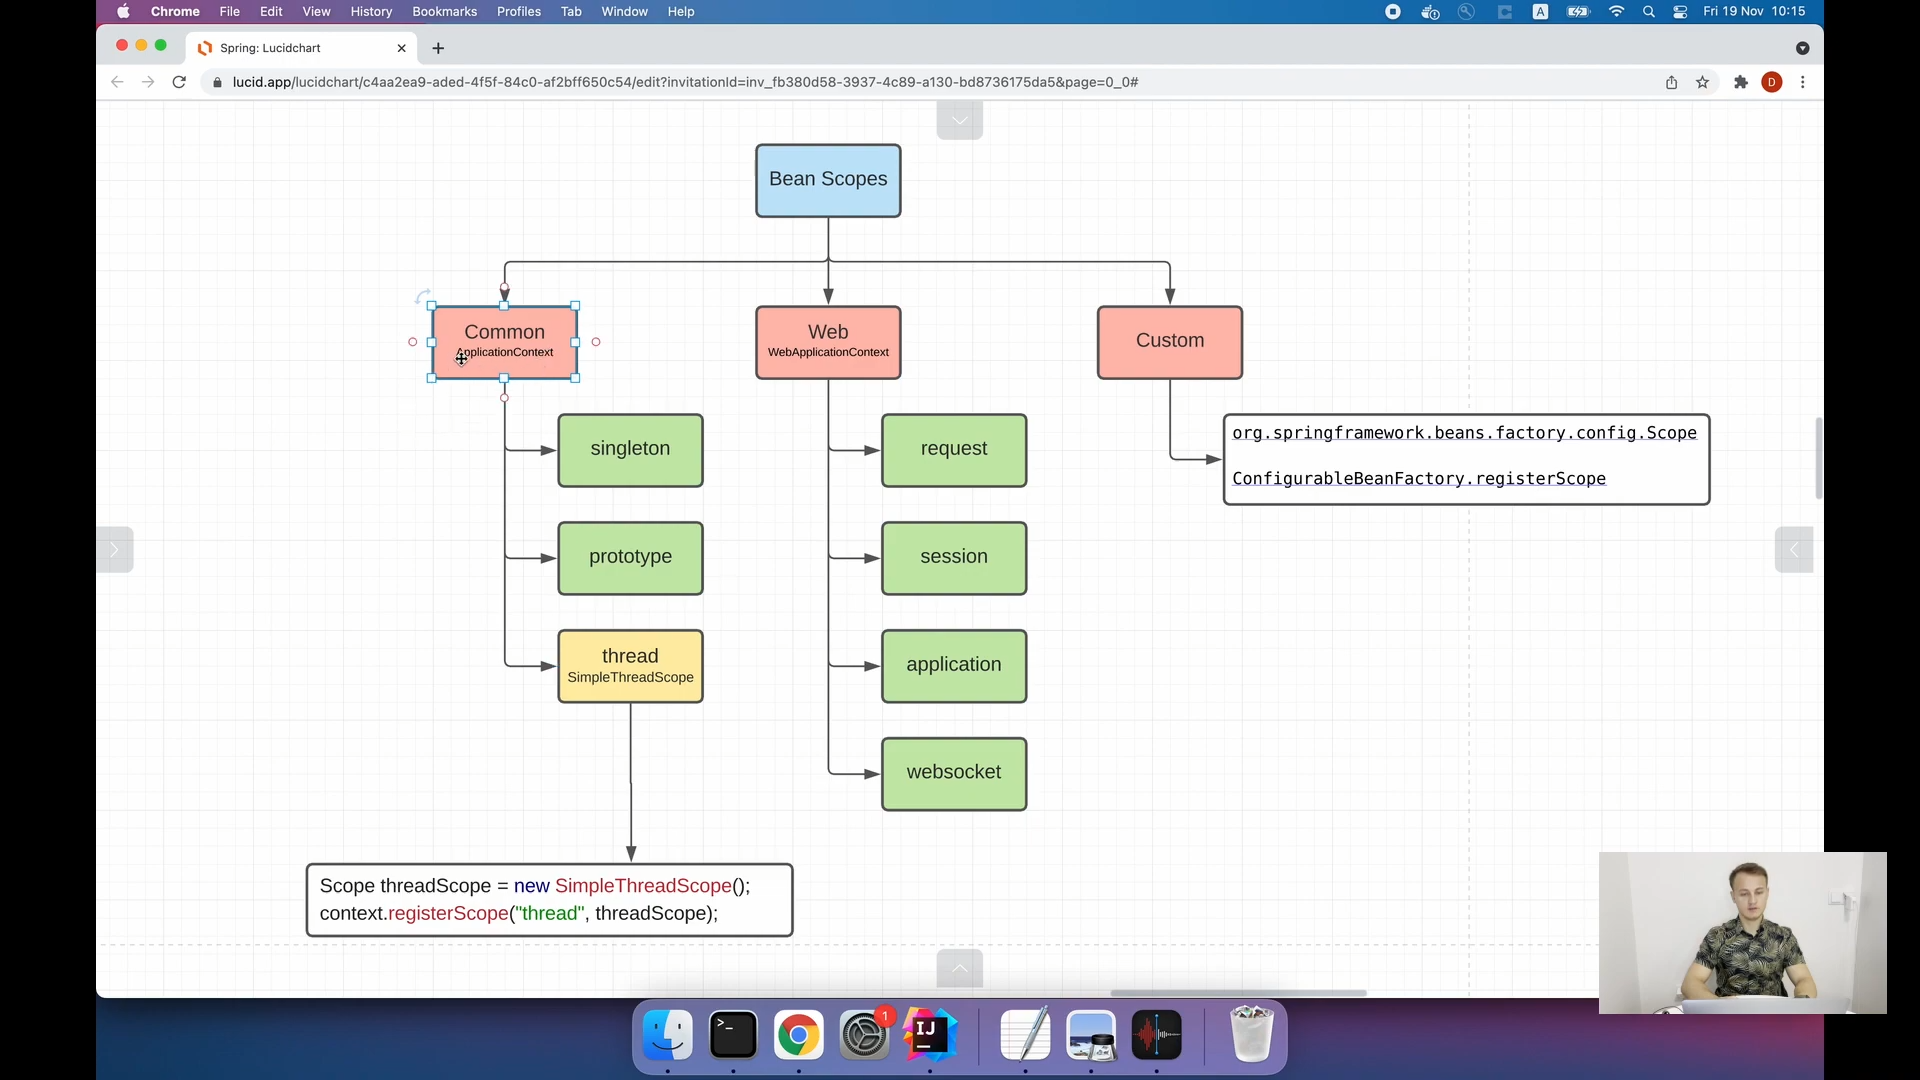 Chrome File Edit View History Bookmarks Profiles Tab Window Help A Fri 19 Nov 10:15
Spring: Lucidchart
lucid.app/lucidchart/c4aa2ea9-aded-4f5f-84c0-af2bff650c54/edit?invitationId=inv_fb380d58-3937-4c89-a130-bd8736175da5&page=0_0# D
Bean Scopes
Common
ApplicationContext
Web
WebApplicationContext
Custom
singleton
request
org.springframework.beans.factory.config.Scope
ConfigurableBeanFactory.registerScope
prototype
session
thread
SimpleThreadScope
application
websocket
Scope threadScope = new SimpleThreadScope();
context.registerScope("thread", threadScope);
1
IJ